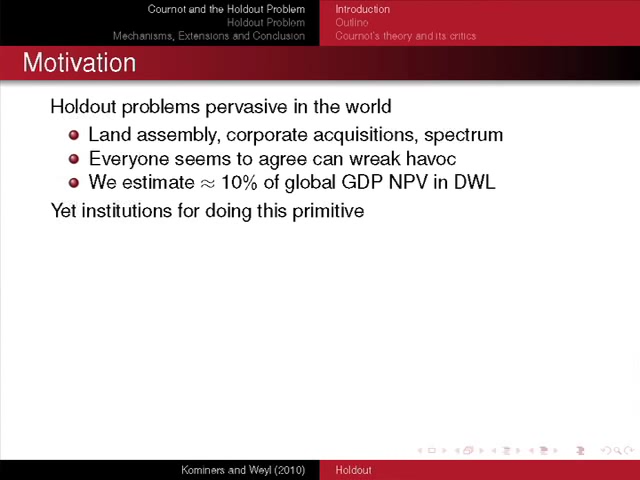 Cournot and the Holdout Problem
Holdout Problem
Mechanisms, Extensions and Conclusion
Introduction
Outline
Cournot's theory and its critics
Motivation
Holdout problems pervasive in the world
Land assembly, corporate acquisitions, spectrum
Everyone seems to agree can wreak havoc
We estimate ≈ 10% of global GDP NPV in DWL
Yet institutions for doing this primitive
Kominers and Weyl (2010)
Holdout